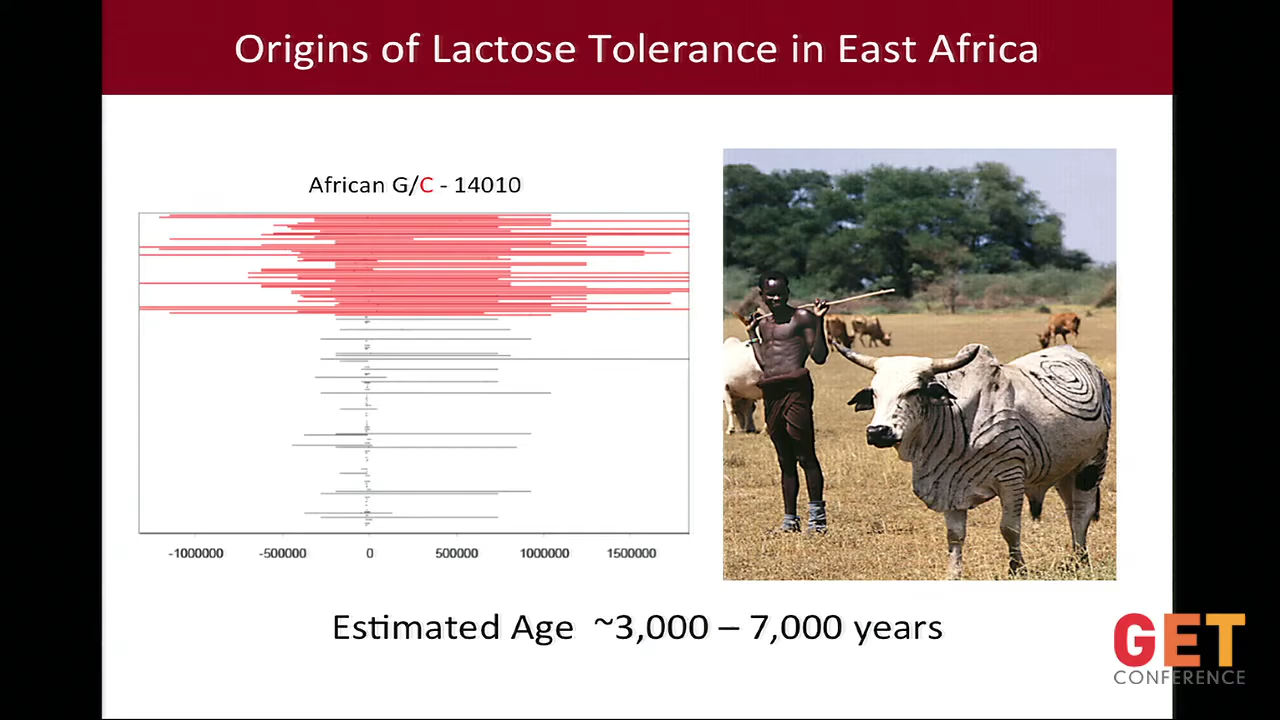 Origins of Lactose Tolerance in East Africa
African G/C - 14010
-1000000 -500000 0 500000 1000000 1500000
Estimated Age ~3,000 – 7,000 years
GET
CONFERENCE